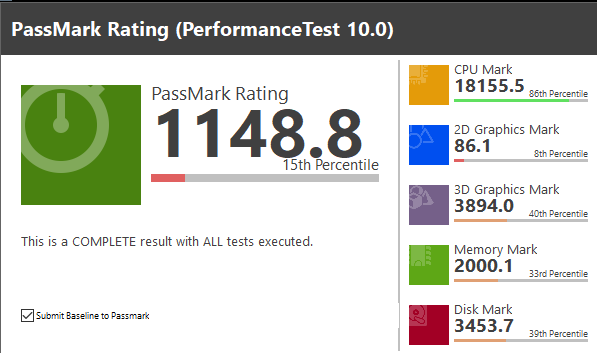 PassMark Rating (PerformanceTest 10.0)
PassMark Rating
1148.8
15th Percentile
This is a COMPLETE result with ALL tests executed.
Submit Baseline to Passmark
CPU Mark
18155.5
86th Percentile
2D Graphics Mark
86.1
8th Percentile
3D Graphics Mark
3894.0
40th Percentile
Memory Mark
2000.1
33rd Percentile
Disk Mark
3453.7
39th Percentile